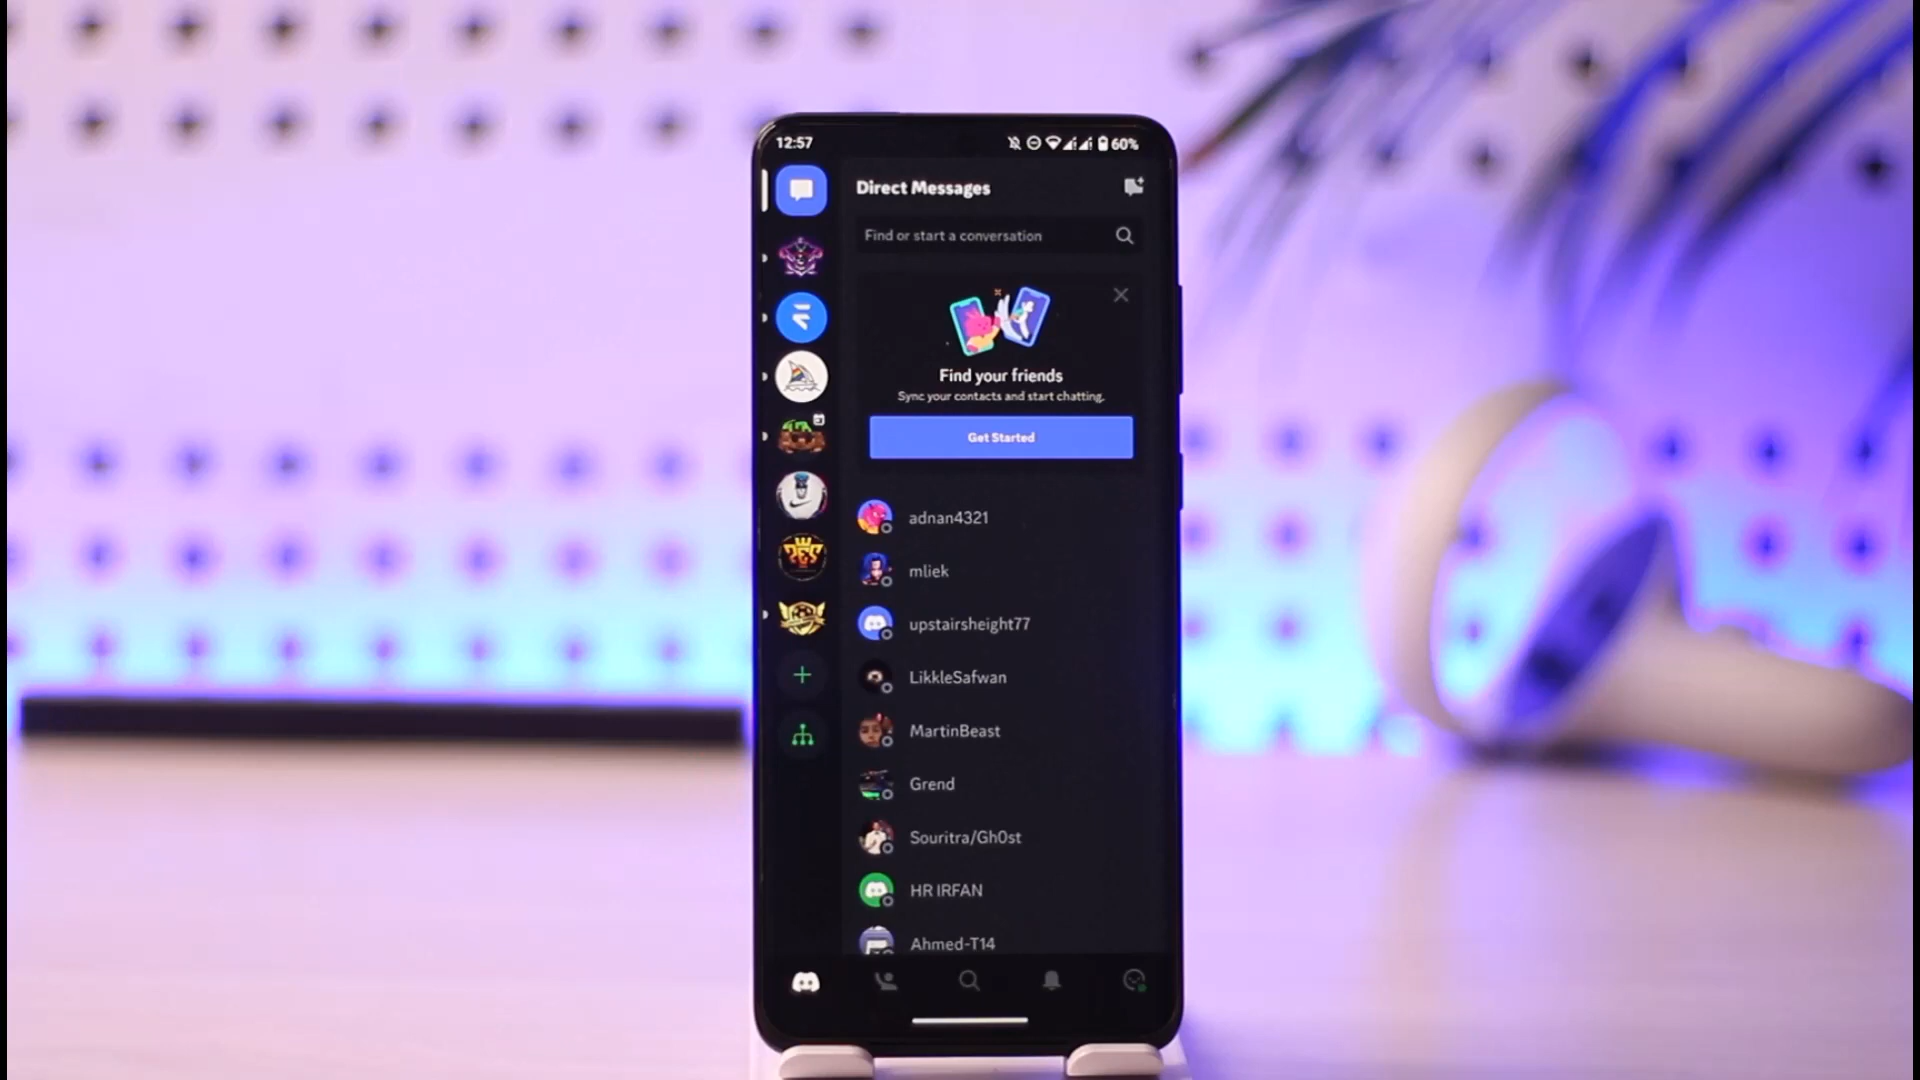 12:57
60%
Direct Messages
Find or start a conversation
Find your friends
Sync your contacts and start chatting.
Get Started
adnan4321
mliek
upstairsheight77
LikkleSafwan
MartinBeast
Grend
Souritra/Gh0st
HR IRFAN
Ahmed-T14